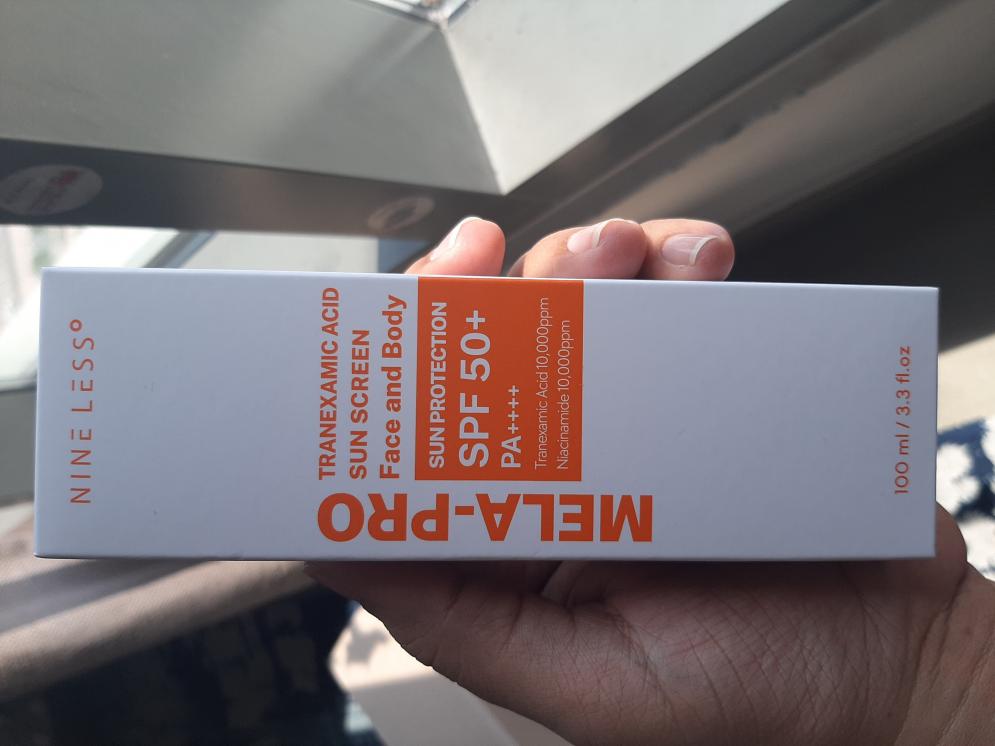 NINE LESS°
TRANEXAMIC ACID
SUN SCREEN
Face and Body
SUN PROTECTION
SPF 50+
PA++++
Tranexamic Acid 10,000ppm
Niacinamide 10,000ppm
MELA-PRO
100 ml / 3.3 fl.oz